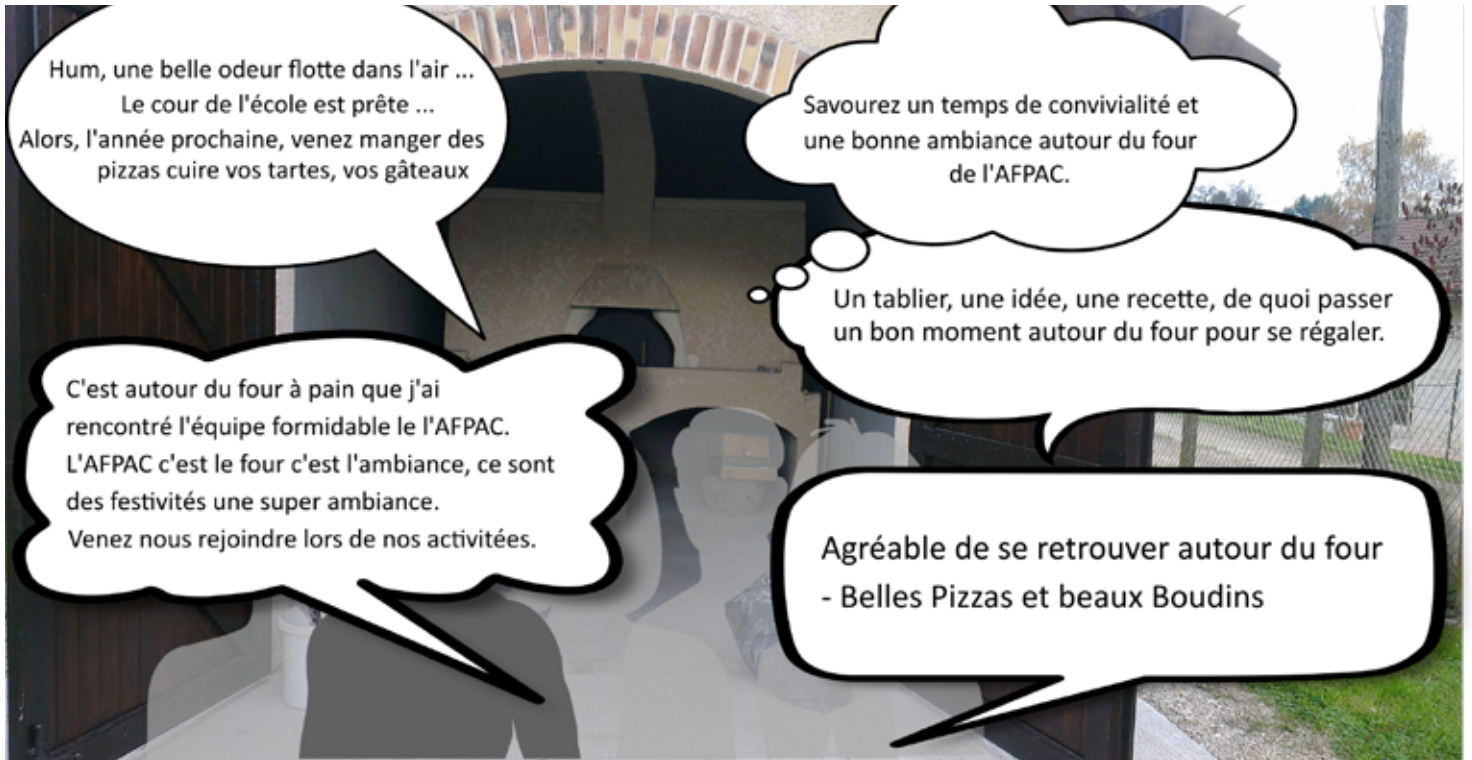 Hum, une belle odeur flotte dans l'air ...
Le cour de l'école est prête ...
Alors, l'année prochaine, venez manger des
pizzas cuire vos tartes, vos gâteaux
Savourez un temps de convivialité et
une bonne ambiance autour du four
de l'AFPAC.
Un tablier, une idée, une recette, de quoi passer
un bon moment autour du four pour se régaler.
C'est autour du four à pain que j'ai
rencontré l'équipe formidable le l'AFPAC.
L'AFPAC c'est le four c'est l'ambiance, ce sont
des festivités une super ambiance.
Venez nous rejoindre lors de nos activitées.
Agréable de se retrouver autour du four
- Belles Pizzas et beaux Boudins